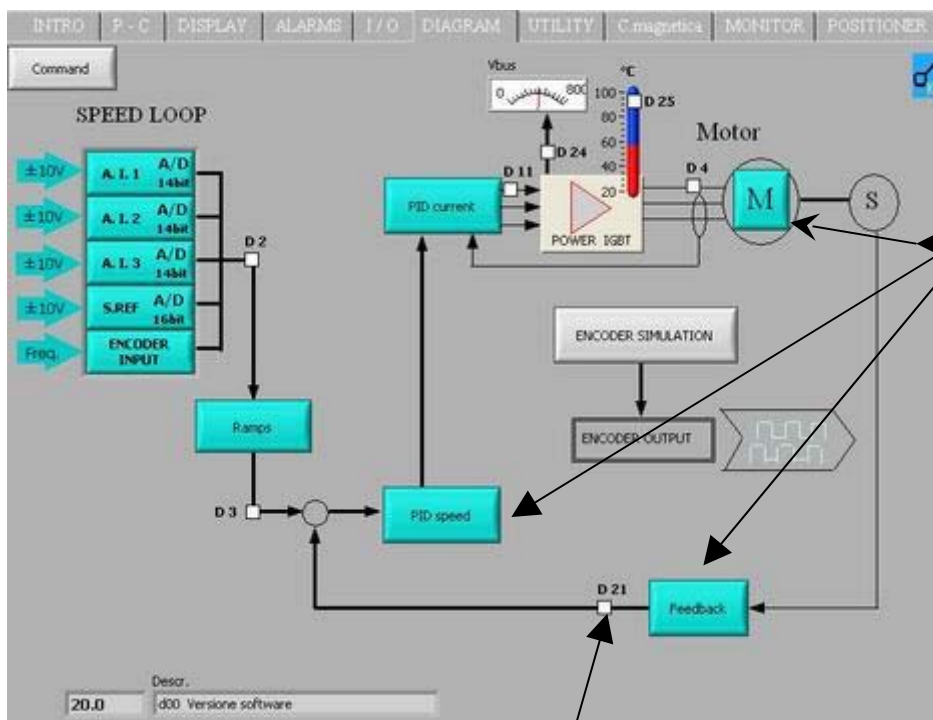 INTRO P - C DISPLAY ALARMS I / O DIAGRAM UTILITY C.magnetica MONITOR POSITIONER
Command
SPEED LOOP
±10V A. I. 1 A/D 14bit
±10V A. I. 2 A/D 14bit
±10V A. I. 3 A/D 14bit
±10V S.REF A/D 16bit
Freq. ENCODER INPUT
D 2
Ramps
D 3
Vbus
0 800
°C
100
80
60
40
20
D 25
D 24
D 11
PID current
POWER IGBT
Motor
D 4
M
S
ENCODER SIMULATION
ENCODER OUTPUT
PID speed
D 21
Feedback
Descr.
20.0 d00 Versione software